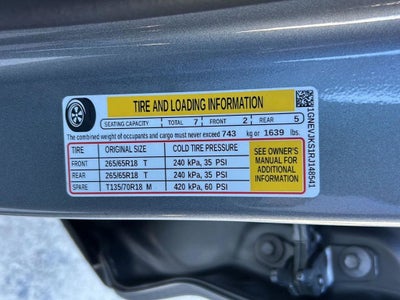 TIRE AND LOADING INFORMATION
SEATING CAPACITY TOTAL 7 FRONT 2 REAR 5
The combined weight of occupants and cargo must never exceed 743 kg or 1639 lbs.
TIRE ORIGINAL SIZE COLD TIRE PRESSURE
FRONT 265/65R18 T 240 kPa, 35 PSI
REAR 265/65R18 T 240 kPa, 35 PSI
SPARE T135/70R18 M 420 kPa, 60 PSI
SEE OWNER'S
MANUAL FOR
ADDITIONAL
INFORMATION
1GNEVJKS1RJ148541